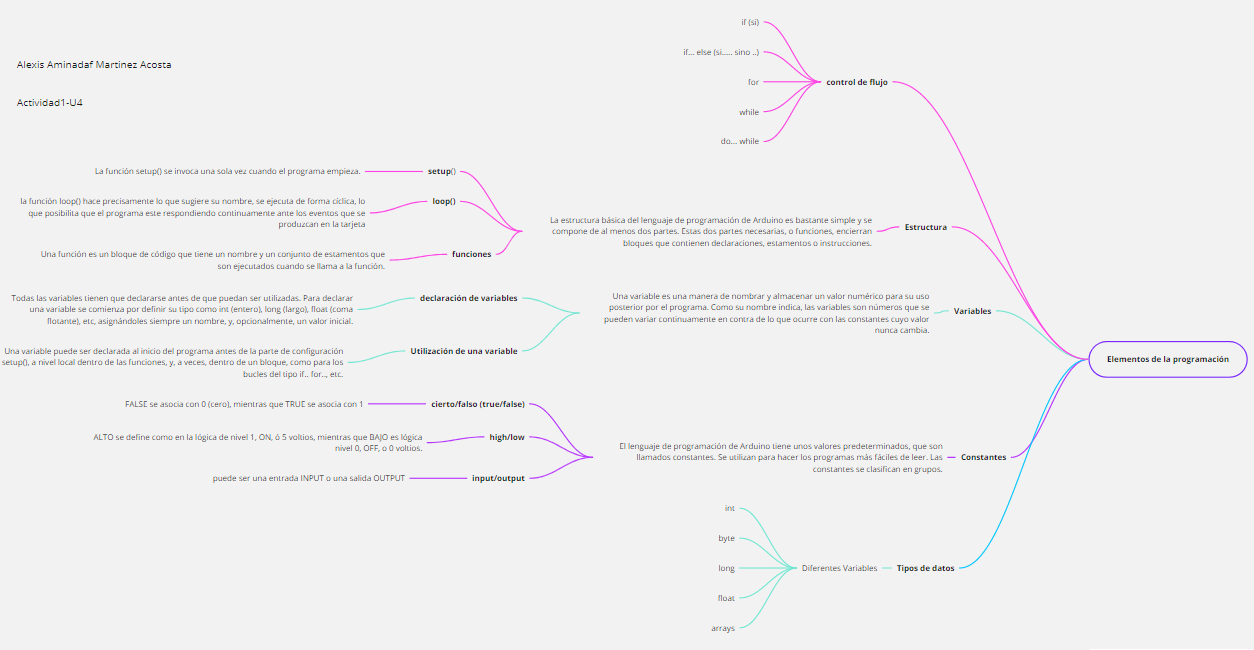 Alexis Aminadaf Martinez Acosta
Actividad1-U4
Elementos de la programación
control de flujo
if (si)
if... else (si..... sino ..)
for
while
do... while
Estructura
La estructura básica del lenguaje de programación de Arduino es bastante simple y se
compone de al menos dos partes. Estas dos partes necesarias, o funciones, encierran
bloques que contienen declaraciones, estamentos o instrucciones.
setup()
La función setup() se invoca una sola vez cuando el programa empieza.
loop()
la función loop() hace precisamente lo que sugiere su nombre, se ejecuta de forma cíclica, lo
que posibilita que el programa este respondiendo continuamente ante los eventos que se
produzcan en la tarjeta
funciones
Una función es un bloque de código que tiene un nombre y un conjunto de estamentos que
son ejecutados cuando se llama a la función.
Variables
Una variable es una manera de nombrar y almacenar un valor numérico para su uso
posterior por el programa. Como su nombre indica, las variables son números que se
pueden variar continuamente en contra de lo que ocurre con las constantes cuyo valor
nunca cambia.
declaración de variables
Todas las variables tienen que declararse antes de que puedan ser utilizadas. Para declarar
una variable se comienza por definir su tipo como int (entero), long (largo), float (coma
flotante), etc, asignándoles siempre un nombre, y, opcionalmente, un valor inicial.
Utilización de una variable
Una variable puede ser declarada al inicio del programa antes de la parte de configuración
setup(), a nivel local dentro de las funciones, y, a veces, dentro de un bloque, como para los
bucles del tipo if.. for.., etc.
Constantes
El lenguaje de programación de Arduino tiene unos valores predeterminados, que son
llamados constantes. Se utilizan para hacer los programas más fáciles de leer. Las
constantes se clasifican en grupos.
cierto/falso (true/false)
FALSE se asocia con 0 (cero), mientras que TRUE se asocia con 1
high/low
ALTO se define como en la lógica de nivel 1, ON, ó 5 voltios, mientras que BAJO es lógica
nivel 0, OFF, o 0 voltios.
input/output
puede ser una entrada INPUT o una salida OUTPUT
Tipos de datos
Diferentes Variables
int
byte
long
float
arrays